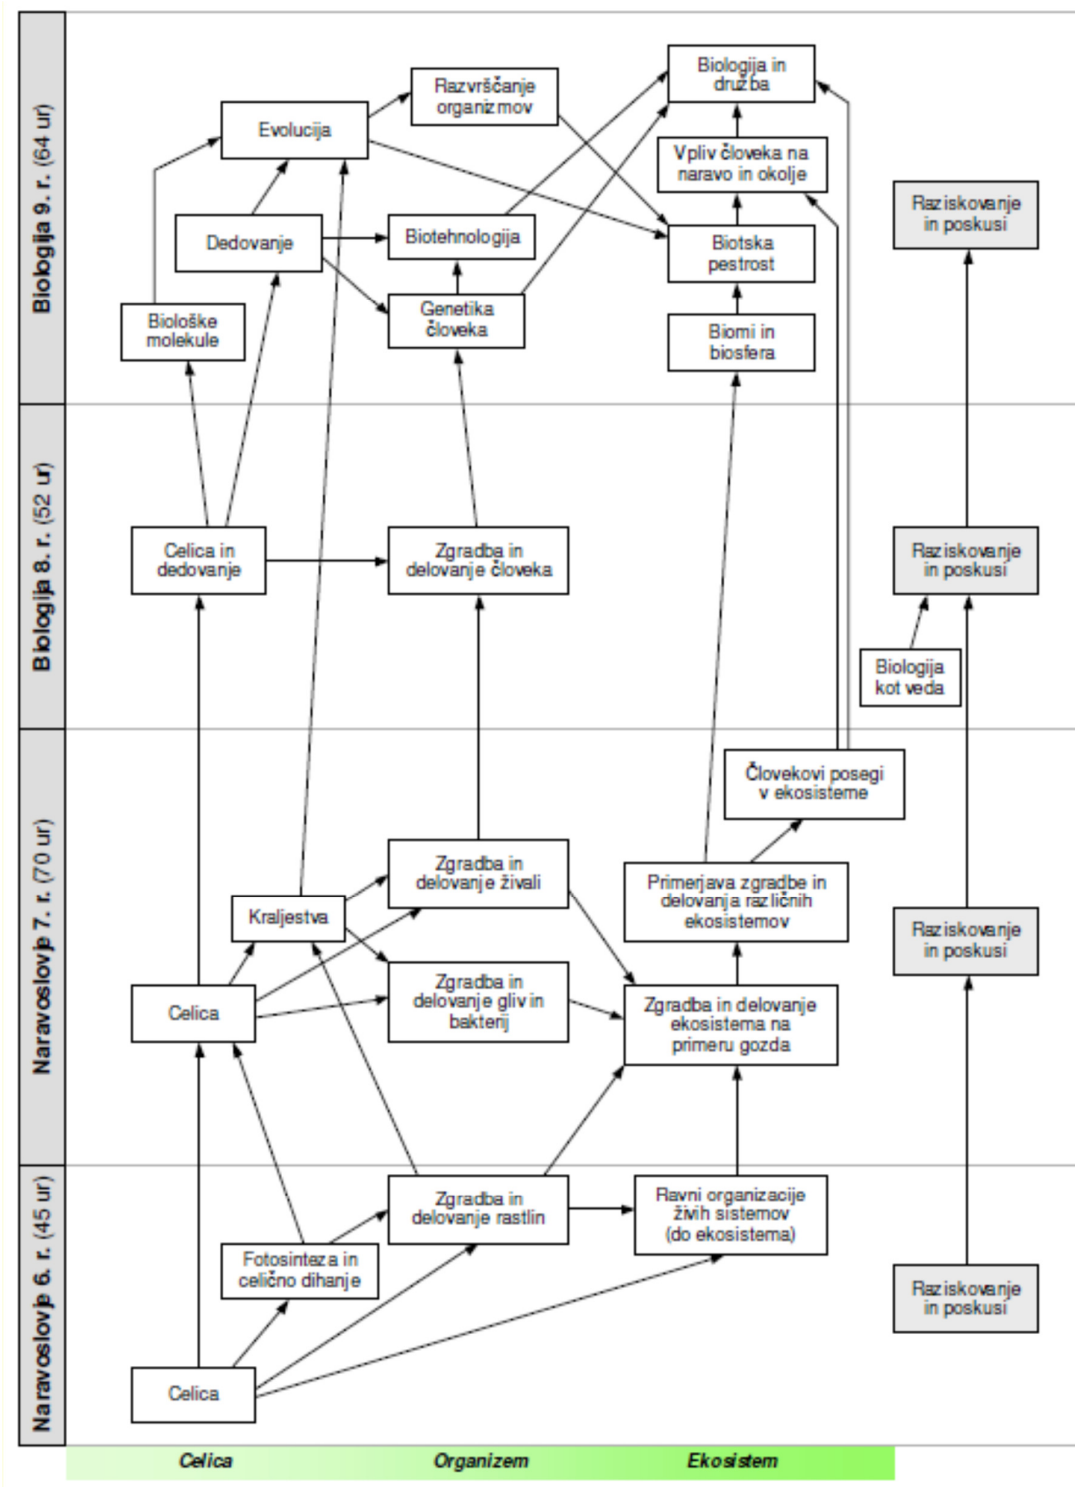 Biologija 9. r. (64 ur)
Biologija in
družba
Razvrščanje
organizmov
Evolucija
Vpliv človeka na
naravo in okolje
Raziskovanje
in poskusi
Dedovanje
Biotehnologija
Biotska
pestrost
Biološke
molekule
Genetika
človeka
Biomi in
biosfera
Biologija 8. r. (52 ur)
Celica in
dedovanje
Zgradba in
delovanje človeka
Raziskovanje
in poskusi
Biologija
kot veda
Naravoslovje 7. r. (70 ur)
Človekovi posegi
v ekosisteme
Zgradba in
delovanje živali
Primerjava zgradbe in
delovanja različnih
ekosistemov
Kraljestva
Raziskovanje
in poskusi
Celica
Zgradba in
delovanje gliv in
bakterij
Zgradba in delovanje
ekosistema na
primeru gozda
Naravoslovje 6. r. (45 ur)
Zgradba in
delovanje rastlin
Ravni organizacije
živih sistemov
(do ekosistema)
Fotosinteza in
celično dihanje
Raziskovanje
in poskusi
Celica
Celica
Organizem
Ekosistem